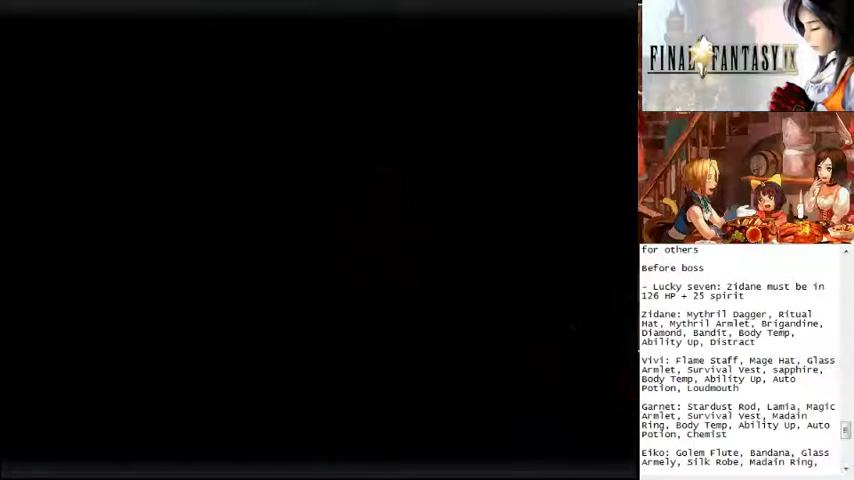 FINAL FANTASY IX
for others
Before boss
- Lucky seven: Zidane must be in
126 HP + 25 spirit
Zidane: Mythril Dagger, Ritual
Hat, Mythril Armlet, Brigandine,
Diamond, Bandit, Body Temp,
Ability Up, Distract
Vivi: Flame Staff, Mage Hat, Glass
Armlet, Survival Vest, sapphire,
Body Temp, Ability Up, Auto
Potion, Loudmouth
Garnet: Stardust Rod, Lamia, Magic
Armlet, Survival Vest, Madain
Ring, Body Temp, Ability Up, Auto
Potion, Chemist
Eiko: Golem Flute, Bandana, Glass
Armely, Silk Robe, Madain Ring,